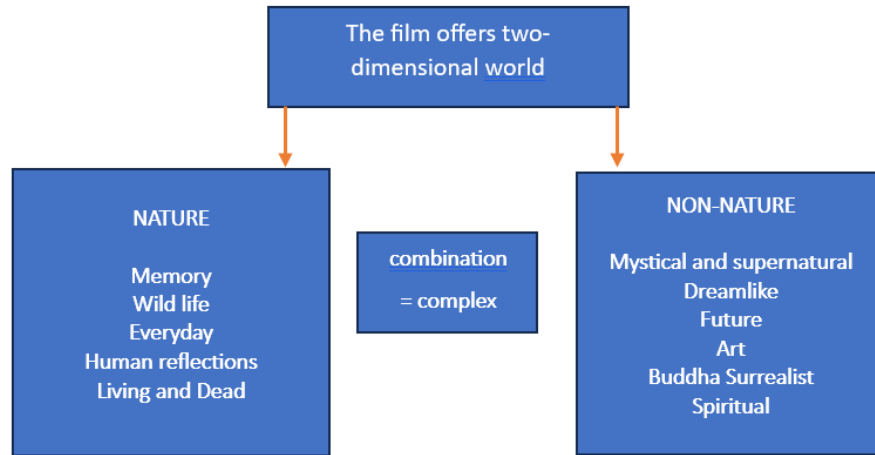 The film offers two-
dimensional world
NATURE
Memory
Wild life
Everyday
Human reflections
Living and Dead
combination
= complex
NON-NATURE
Mystical and supernatural
Dreamlike
Future
Art
Buddha Surrealist
Spiritual